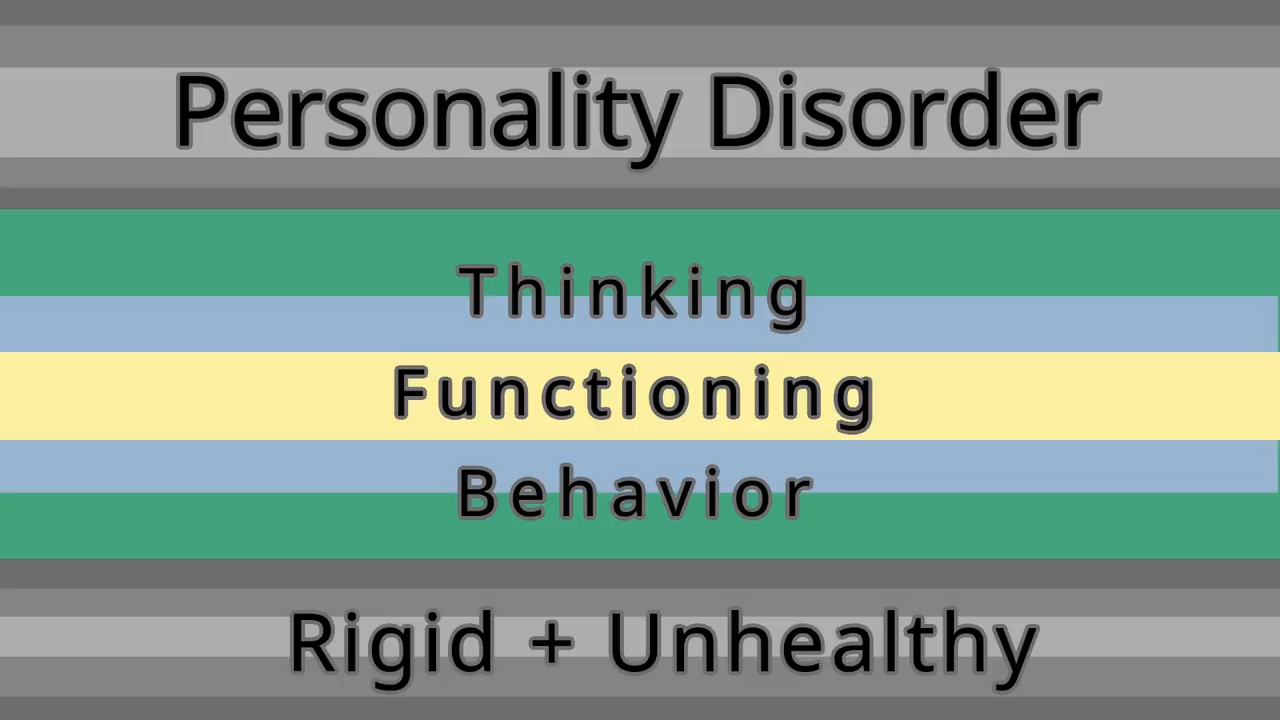 Personality Disorder
Thinking
Functioning
Behavior
Rigid + Unhealthy